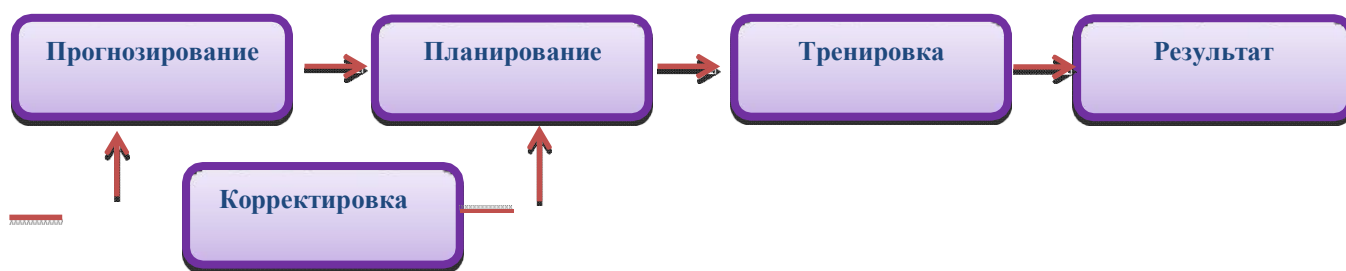 Прогнозирование
Планирование
Тренировка
Результат
Корректировка